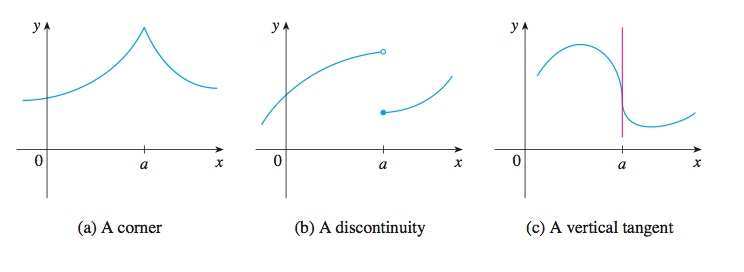 y
0
a
x
(a) A corner
y
0
a
x
(b) A discontinuity
y
0
a
x
(c) A vertical tangent